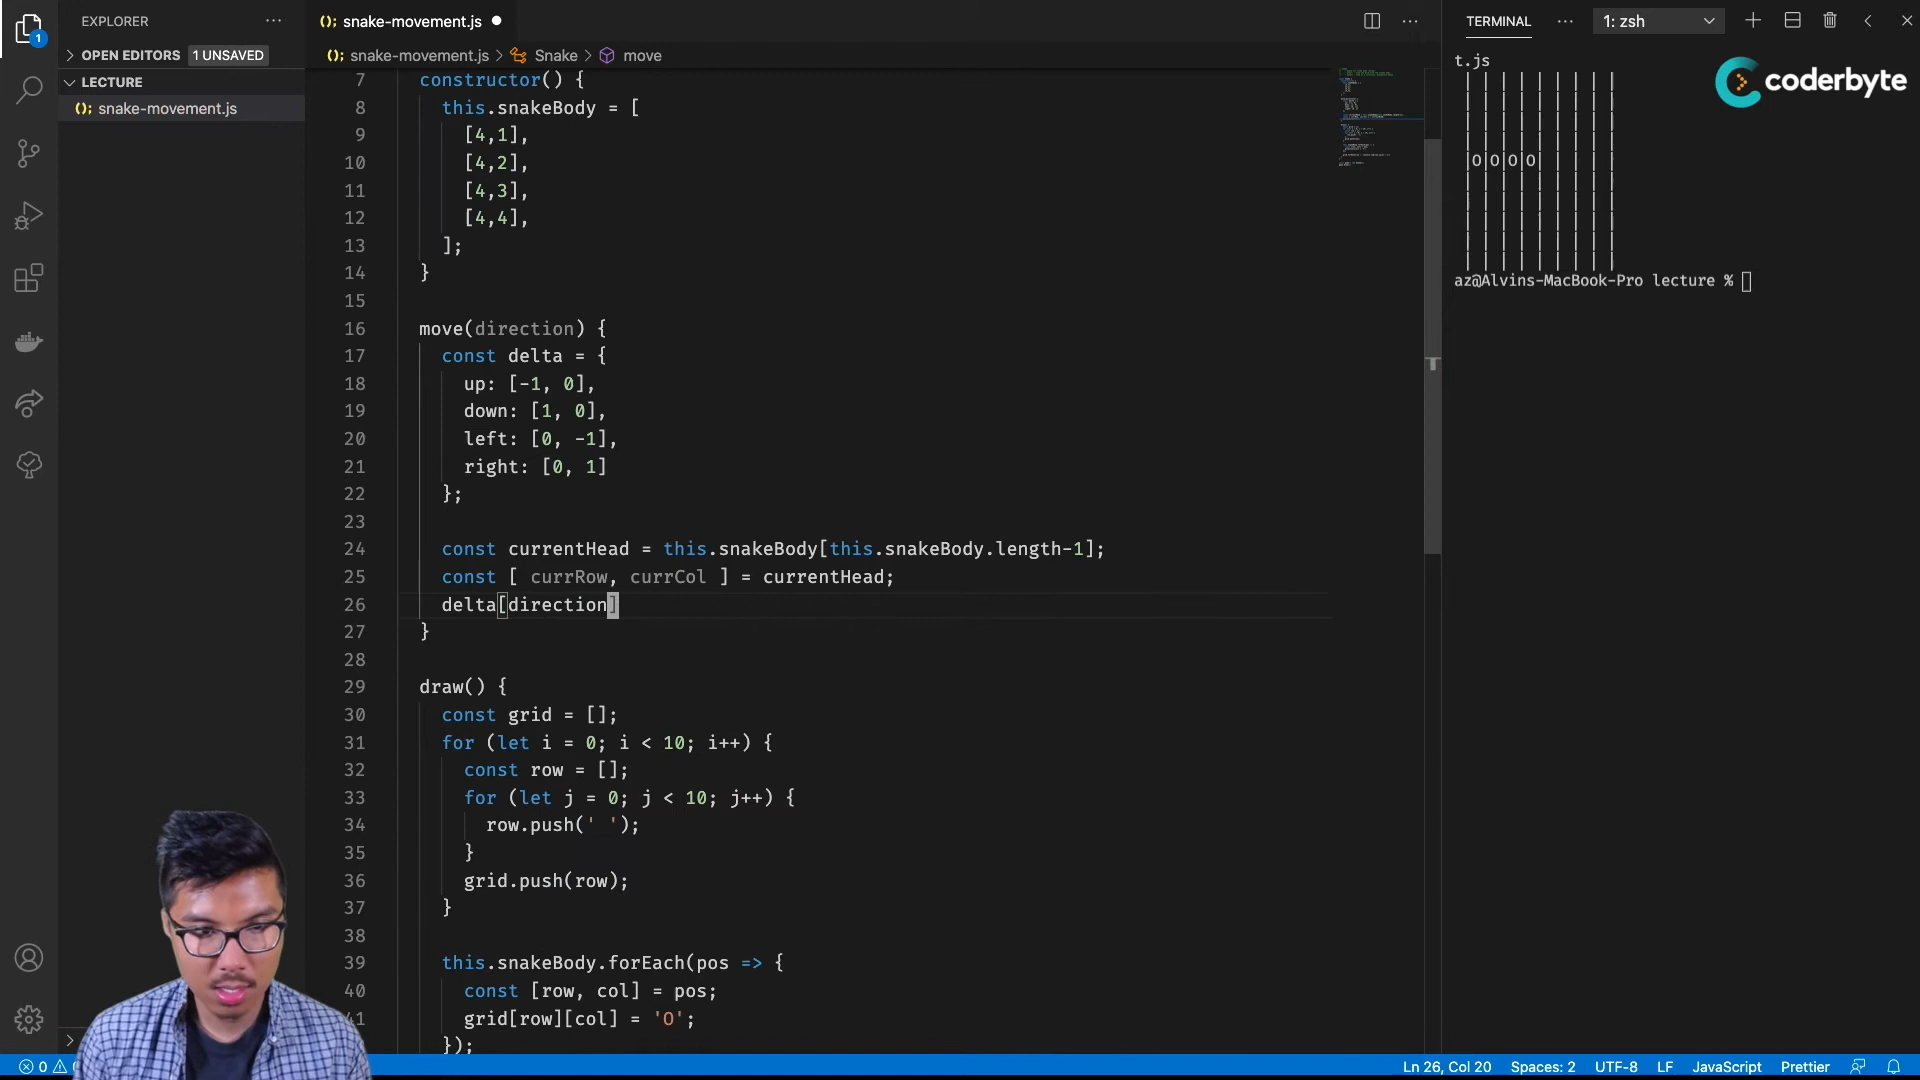 EXPLORER
OPEN EDITORS 1 UNSAVED
LECTURE
snake-movement.js
snake-movement.js
snake-movement.js > Snake > move
7 constructor() {
8 this.snakeBody = [
9 [4,1],
10 [4,2],
11 [4,3],
12 [4,4],
13 ];
14 }
15
16 move(direction) {
17 const delta = {
18 up: [-1, 0],
19 down: [1, 0],
20 left: [0, -1],
21 right: [0, 1]
22 };
23
24 const currentHead = this.snakeBody[this.snakeBody.length-1];
25 const [ currRow, currCol ] = currentHead;
26 delta[direction]
27 }
28
29 draw() {
30 const grid = [];
31 for (let i = 0; i < 10; i++) {
32 const row = [];
33 for (let j = 0; j < 10; j++) {
34 row.push(' ');
35 }
36 grid.push(row);
37 }
38
39 this.snakeBody.forEach(pos => {
40 const [row, col] = pos;
41 grid[row][col] = 'O';
});
TERMINAL
1: zsh
t.js
| | | | | | | | |
| | | | | | | | |
| | | | | | | | |
| | | | | | | | |
|O|O|O|O| | | | |
| | | | | | | | |
| | | | | | | | |
| | | | | | | | |
| | | | | | | | |
| | | | | | | | |
az@Alvins-MacBook-Pro lecture %
coderbyte
1
0
Ln 26, Col 20
Spaces: 2
UTF-8
LF
JavaScript
Prettier